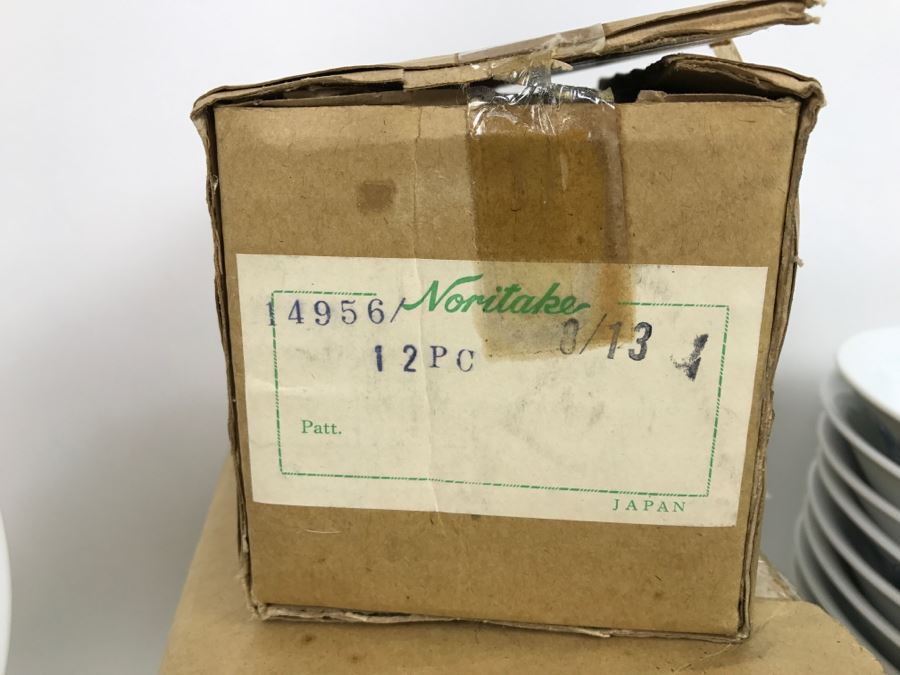 Noritake
14956/
8/13
12PC
Patt.
JAPAN